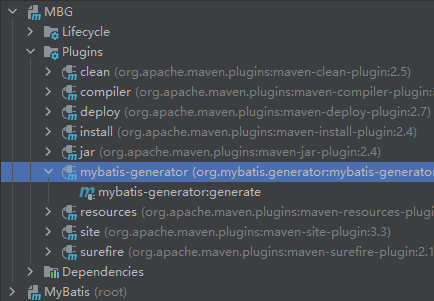 MBG
Lifecycle
Plugins
clean (org.apache.maven.plugins:maven-clean-plugin:2.5)
compiler (org.apache.maven.plugins:maven-compiler-plugin:
deploy (org.apache.maven.plugins:maven-deploy-plugin:2.7)
install (org.apache.maven.plugins:maven-install-plugin:2.4)
jar (org.apache.maven.plugins:maven-jar-plugin:2.4)
mybatis-generator (org.mybatis.generator:mybatis-generator
mybatis-generator:generate
resources (org.apache.maven.plugins:maven-resources-plugi
site (org.apache.maven.plugins:maven-site-plugin:3.3)
surefire (org.apache.maven.plugins:maven-surefire-plugin:2.1
Dependencies
MyBatis (root)